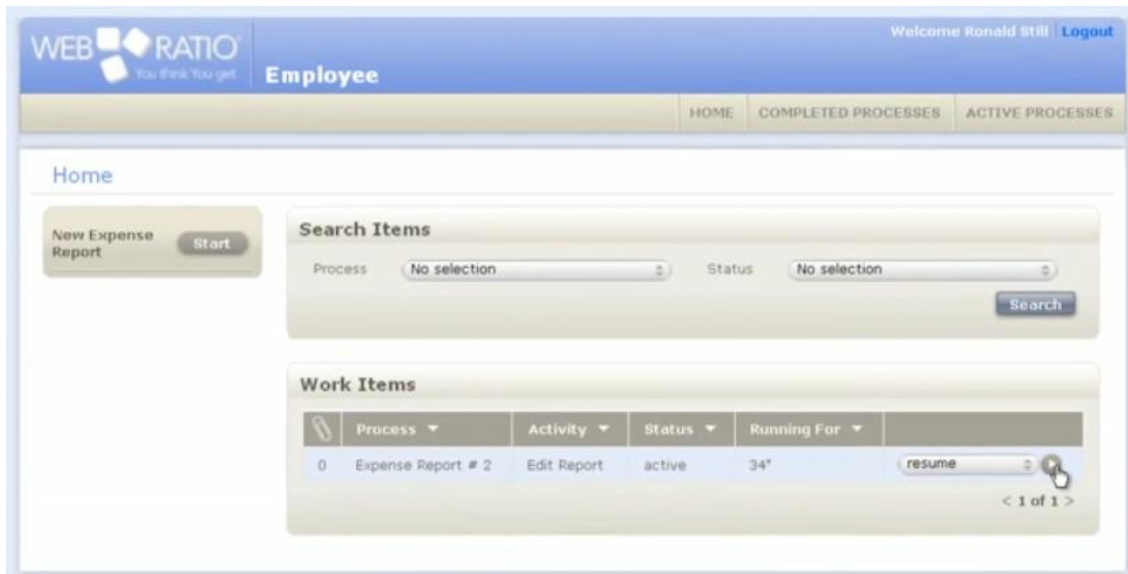 Welcome Ronald Still Logout
WEB RATIO
You think You get
Employee
HOME COMPLETED PROCESSES ACTIVE PROCESSES
Home
New Expense
Report
Start
Search Items
Process No selection Status No selection
Search
Work Items
Process Activity Status Running For
0 Expense Report # 2 Edit Report active 34" resume
< 1 of 1 >